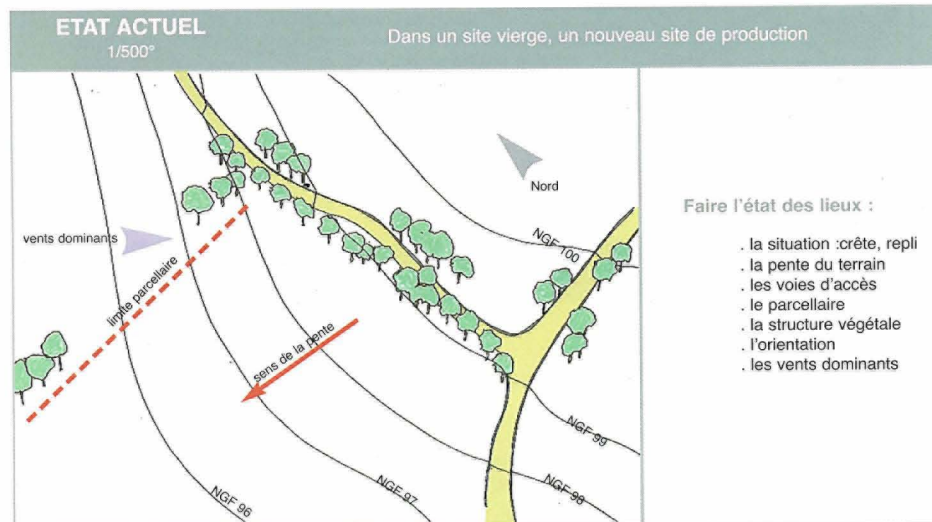 ETAT ACTUEL
1/500°
Dans un site vierge, un nouveau site de production
Nord
vents dominants
limite parcellaire
sens de la pente
NGF 100
NGF 99
NGF 98
NGF 97
NGF 96
Faire l'état des lieux :
. la situation :crête, repli
. la pente du terrain
. les voies d'accès
. le parcellaire
. la structure végétale
. l'orientation
. les vents dominants